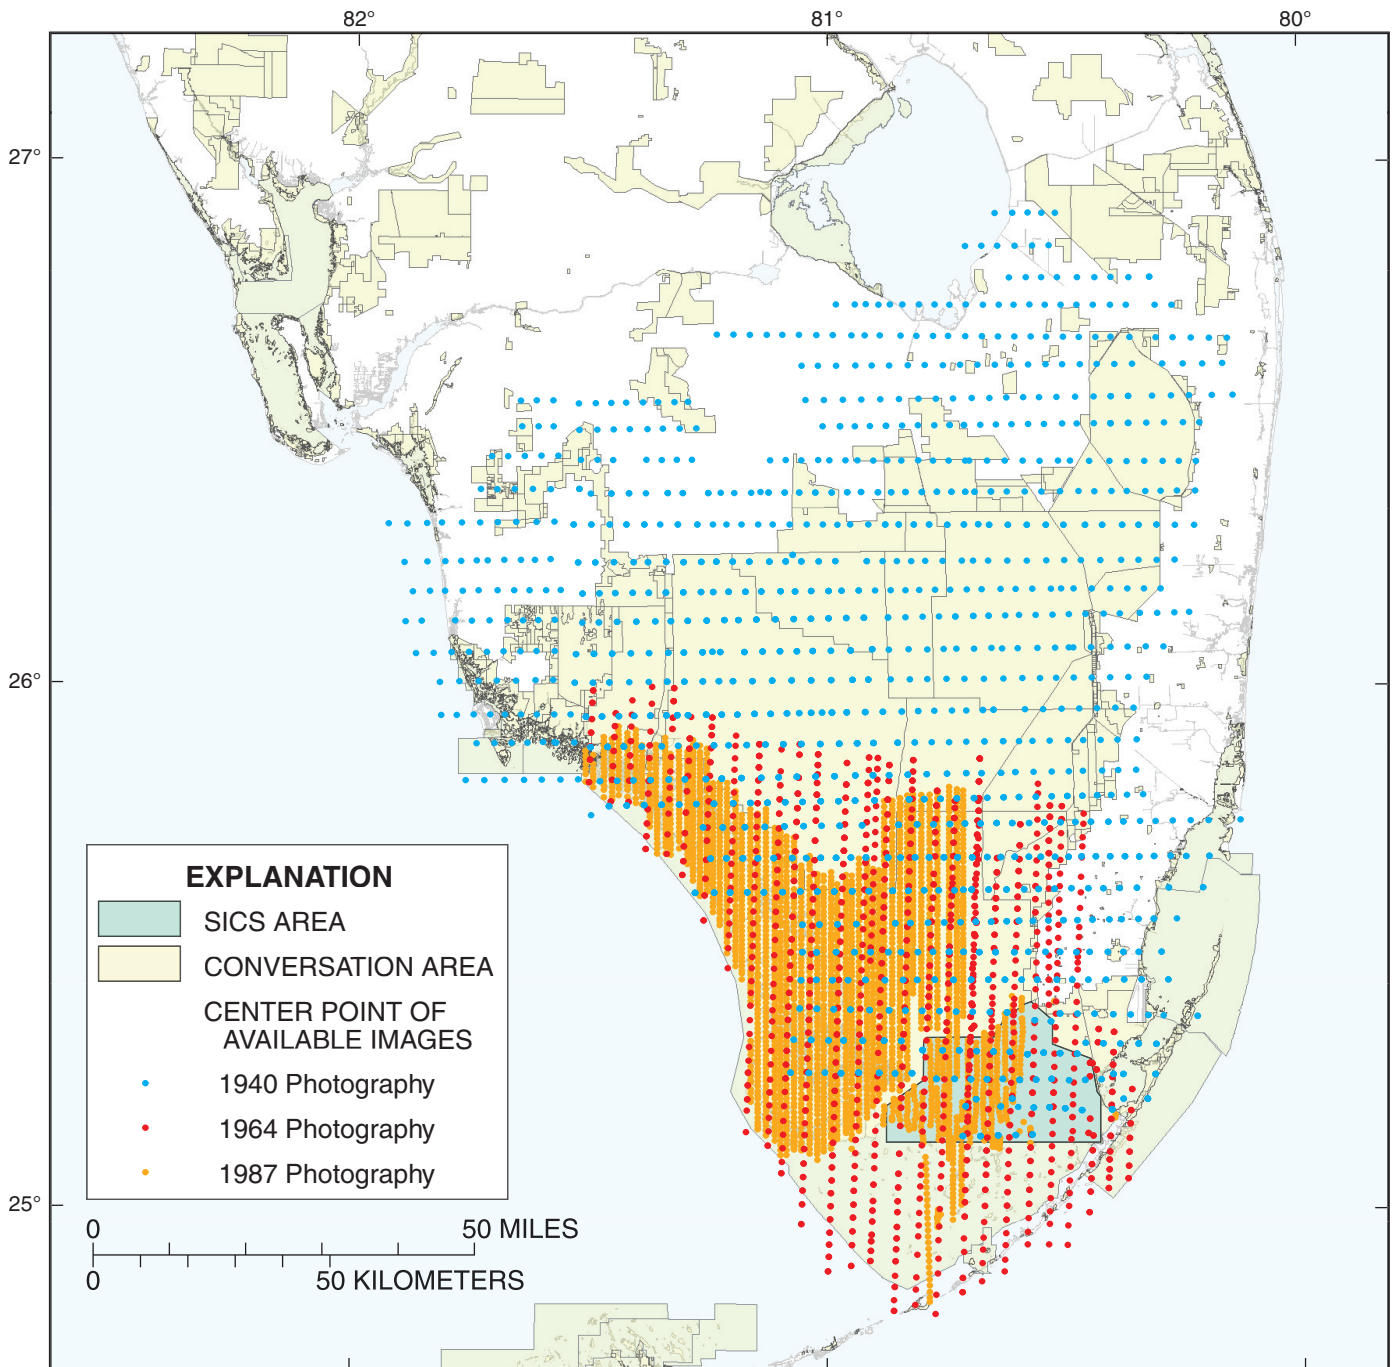 82°
81°
80°
27°
26°
25°
EXPLANATION
SICS AREA
CONVERSATION AREA
CENTER POINT OF
AVAILABLE IMAGES
1940 Photography
1964 Photography
1987 Photography
0 50 MILES
0 50 KILOMETERS